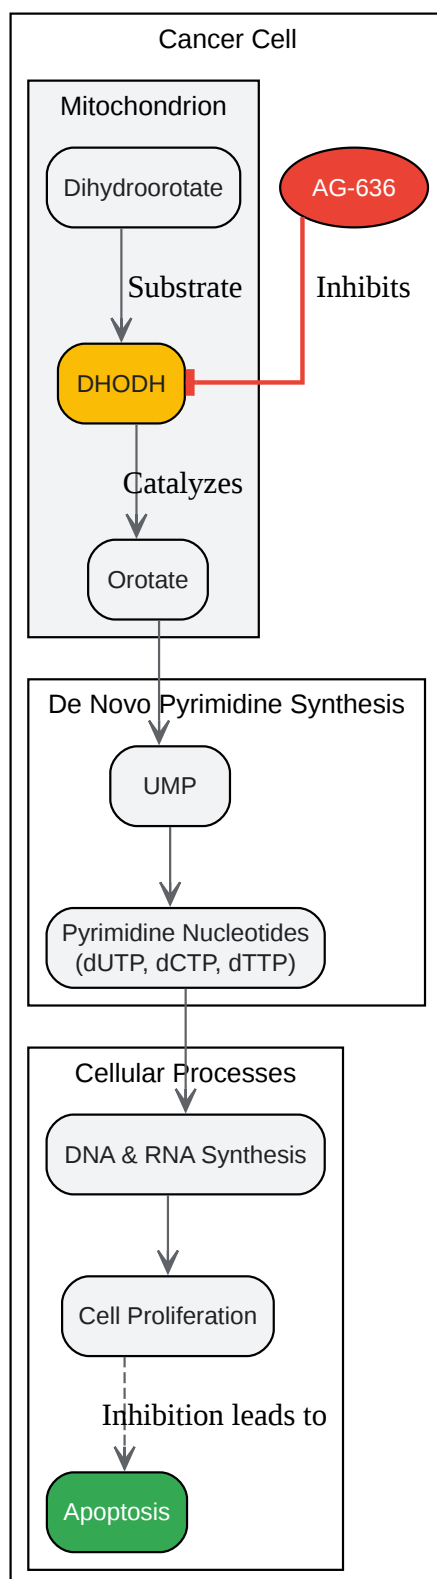 Cancer Cell
Mitochondrion
Dihydroorotate
AG-636
Substrate
Inhibits
DHODH
Catalyzes
Orotate
De Novo Pyrimidine Synthesis
UMP
Pyrimidine Nucleotides
(dUTP, dCTP, dTTP)
Cellular Processes
DNA & RNA Synthesis
Cell Proliferation
Inhibition leads to
Apoptosis